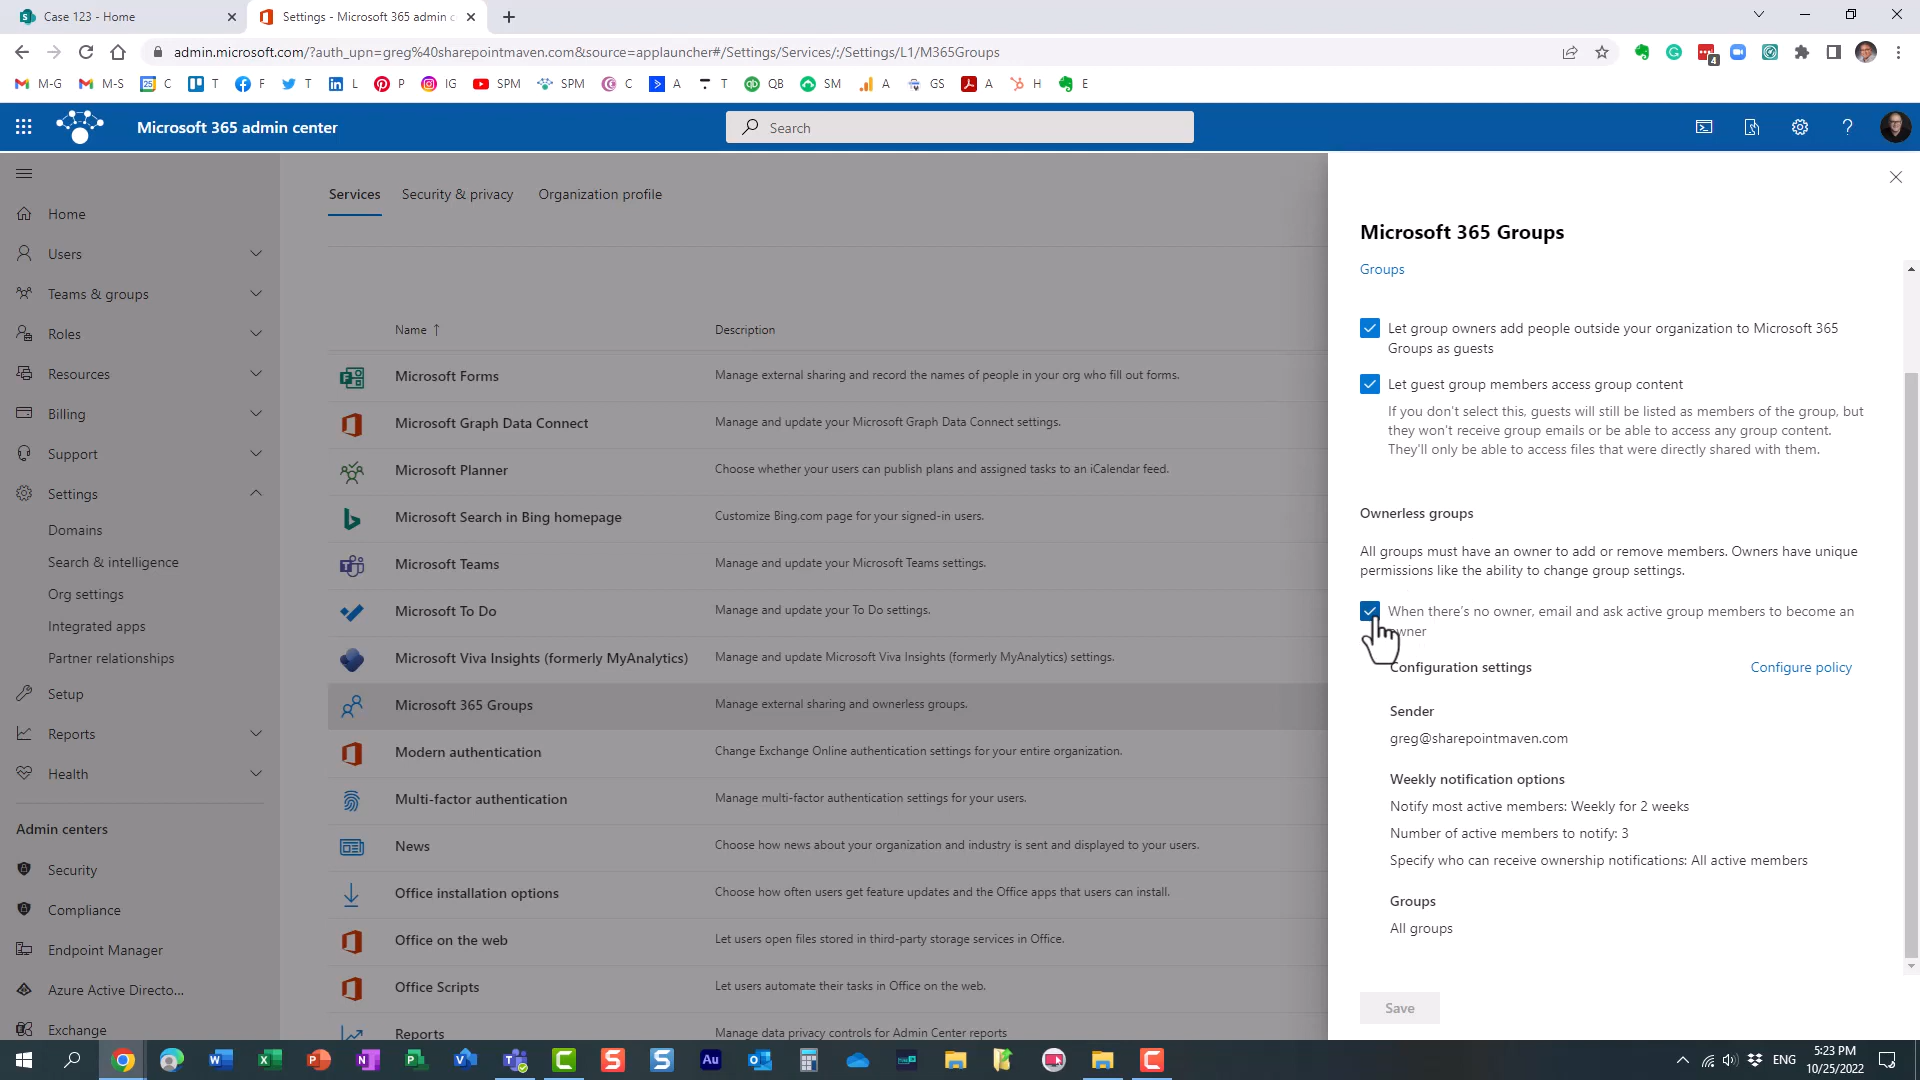 Case 123 - Home
Settings - Microsoft 365 admin c
admin.microsoft.com/?auth_upn=greg%40sharepointmaven.com&source=applauncher#/Settings/Services/:/Settings/L1/M365Groups
4
M-G
M-S
25
C
T
F
T
L
P
IG
SPM
SPM
C
A
T
QB
SM
A
GS
A
H
E
Microsoft 365 admin center
Search
Home
Users
Teams & groups
Roles
Resources
Billing
Support
Settings
Domains
Search & intelligence
Org settings
Integrated apps
Partner relationships
Setup
Reports
Health
Admin centers
Security
Compliance
Endpoint Manager
Azure Active Directo...
Exchange
Services
Security & privacy
Organization profile
Name ↑
Description
Microsoft Forms
Manage external sharing and record the names of people in your org who fill out forms.
Microsoft Graph Data Connect
Manage and update your Microsoft Graph Data Connect settings.
Microsoft Planner
Choose whether your users can publish plans and assigned tasks to an iCalendar feed.
Microsoft Search in Bing homepage
Customize Bing.com page for your signed-in users.
Microsoft Teams
Manage and update your Microsoft Teams settings.
Microsoft To Do
Manage and update your To Do settings.
Microsoft Viva Insights (formerly MyAnalytics)
Manage and update Microsoft Viva Insights (formerly MyAnalytics) settings.
Microsoft 365 Groups
Manage external sharing and ownerless groups.
Modern authentication
Change Exchange Online authentication settings for your entire organization.
Multi-factor authentication
Manage multi-factor authentication settings for your users.
News
Choose how news about your organization and industry is sent and displayed to your users.
Office installation options
Choose how often users get feature updates and the Office apps that users can install.
Office on the web
Let users open files stored in third-party storage services in Office.
Office Scripts
Let users automate their tasks in Office on the web.
Reports
Manage data privacy controls for Admin Center reports
Microsoft 365 Groups
Groups
Let group owners add people outside your organization to Microsoft 365
Groups as guests
Let guest group members access group content
If you don't select this, guests will still be listed as members of the group, but
they won't receive group emails or be able to access any group content.
They'll only be able to access files that were directly shared with them.
Ownerless groups
All groups must have an owner to add or remove members. Owners have unique
permissions like the ability to change group settings.
When there's no owner, email and ask active group members to become an
owner
Configuration settings
Configure policy
Sender
greg@sharepointmaven.com
Weekly notification options
Notify most active members: Weekly for 2 weeks
Number of active members to notify: 3
Specify who can receive ownership notifications: All active members
Groups
All groups
Save
ENG
5:23 PM
10/25/2022